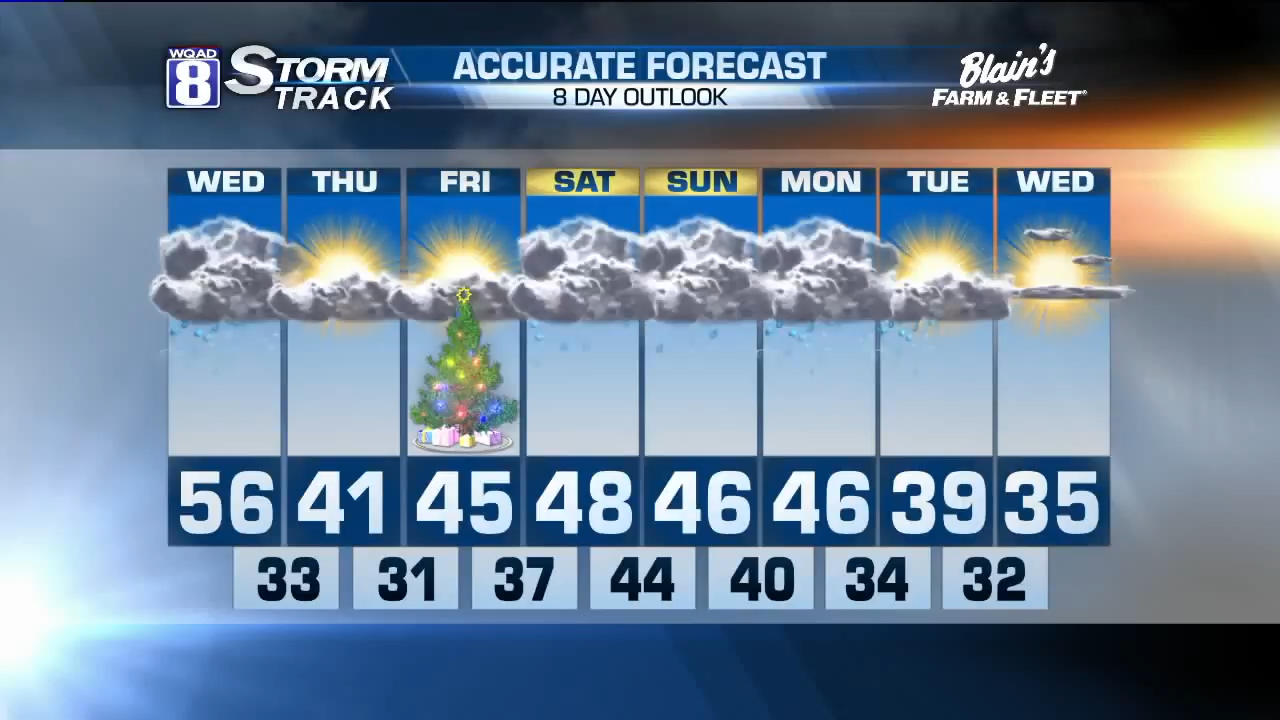 WQAD
8
STORM
TRACK
ACCURATE FORECAST
8 DAY OUTLOOK
Blain's
FARM & FLEET
WED THU FRI SAT SUN MON TUE WED
56 41 45 48 46 46 39 35
33 31 37 44 40 34 32